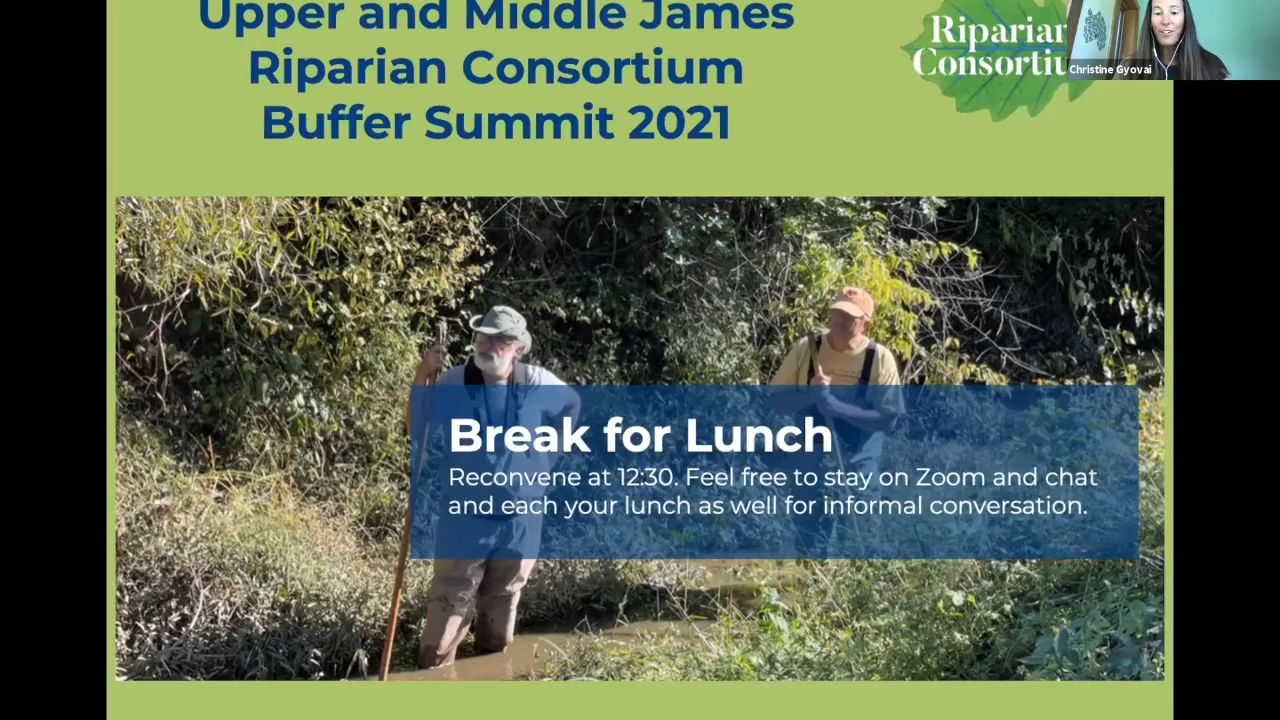 Upper and Middle James
Riparian Consortium
Buffer Summit 2021
Riparian
Consortiu
Christine Gyovai
Break for Lunch
Reconvene at 12:30. Feel free to stay on Zoom and chat
and each your lunch as well for informal conversation.